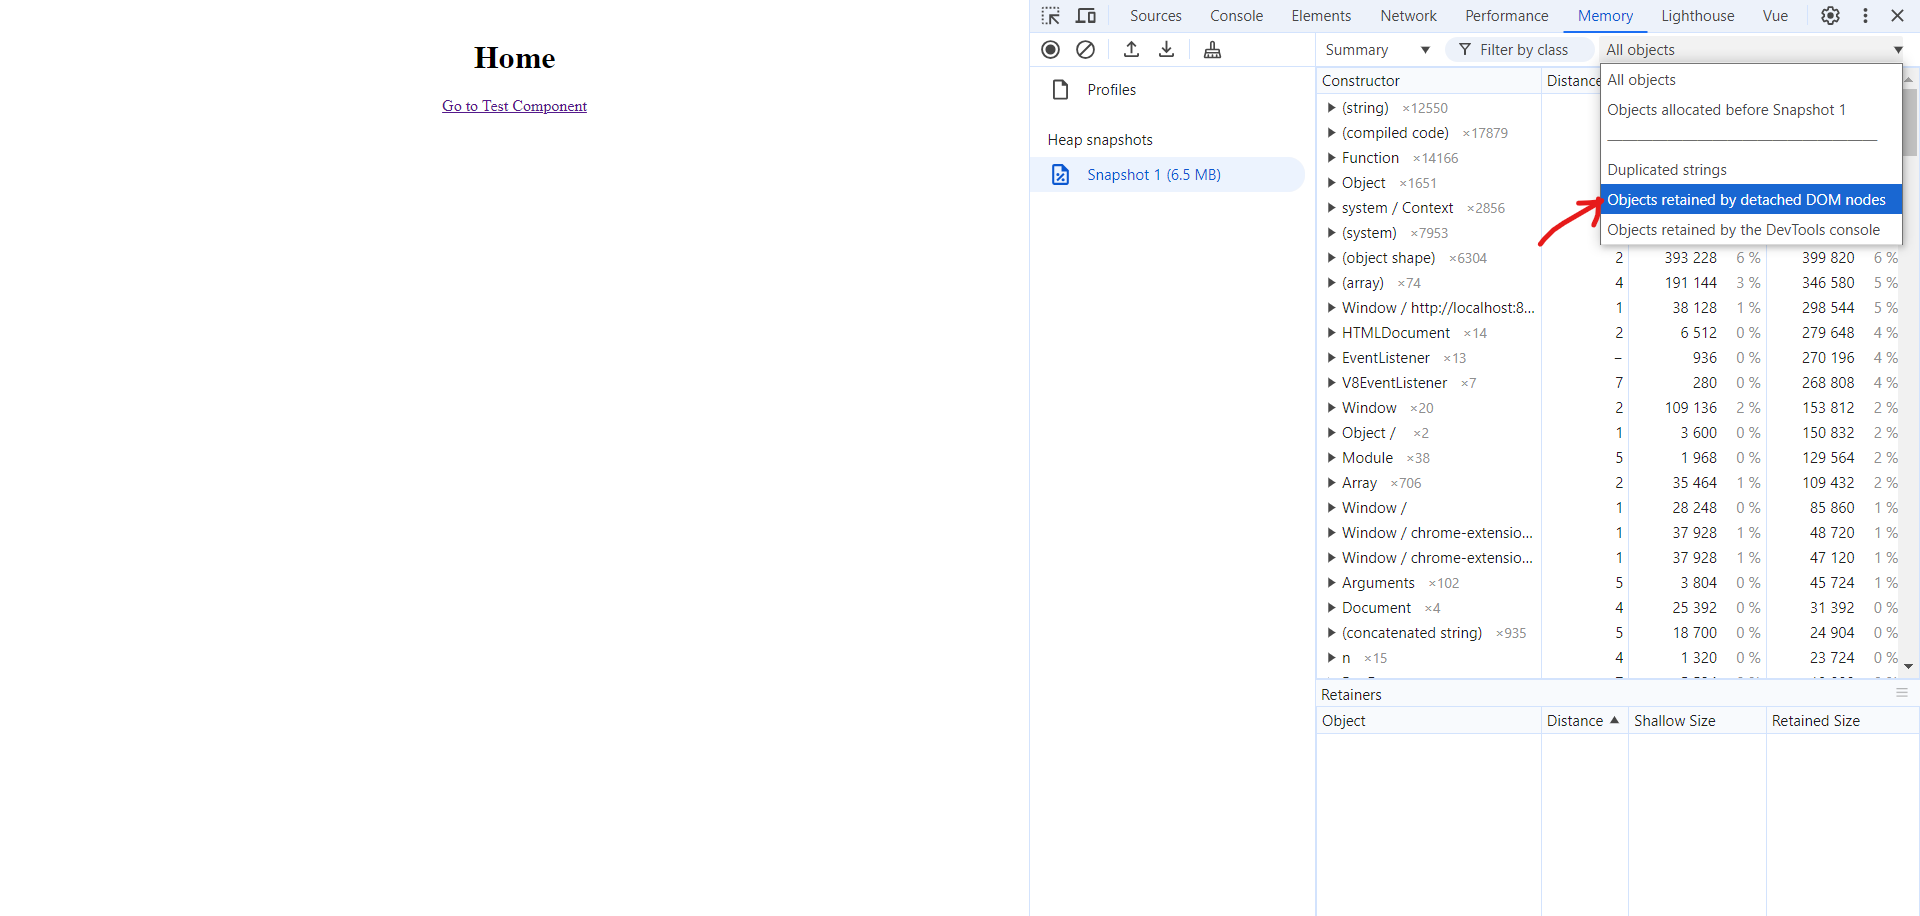 Home
Go to Test Component
Sources Console Elements Network Performance Memory Lighthouse Vue
Summary Filter by class All objects
Profiles
Heap snapshots
Snapshot 1 (6.5 MB)
All objects
Objects allocated before Snapshot 1
Duplicated strings
Objects retained by detached DOM nodes
Objects retained by the DevTools console
Constructor Distance
(string) ×12550
(compiled code) ×17879
Function ×14166
Object ×1651
system / Context ×2856
(system) ×7953
(object shape) ×6304 2 393 228 6 % 399 820 6 %
(array) ×74 4 191 144 3 % 346 580 5 %
Window / http://localhost:8... 1 38 128 1 % 298 544 5 %
HTMLDocument ×14 2 6 512 0 % 279 648 4 %
EventListener ×13 – 936 0 % 270 196 4 %
V8EventListener ×7 7 280 0 % 268 808 4 %
Window ×20 2 109 136 2 % 153 812 2 %
Object / ×2 1 3 600 0 % 150 832 2 %
Module ×38 5 1 968 0 % 129 564 2 %
Array ×706 2 35 464 1 % 109 432 2 %
Window / 1 28 248 0 % 85 860 1 %
Window / chrome-extensio... 1 37 928 1 % 48 720 1 %
Window / chrome-extensio... 1 37 928 1 % 47 120 1 %
Arguments ×102 5 3 804 0 % 45 724 1 %
Document ×4 4 25 392 0 % 31 392 0 %
(concatenated string) ×935 5 18 700 0 % 24 904 0 %
n ×15 4 1 320 0 % 23 724 0 %
Retainers
Object Distance Shallow Size Retained Size